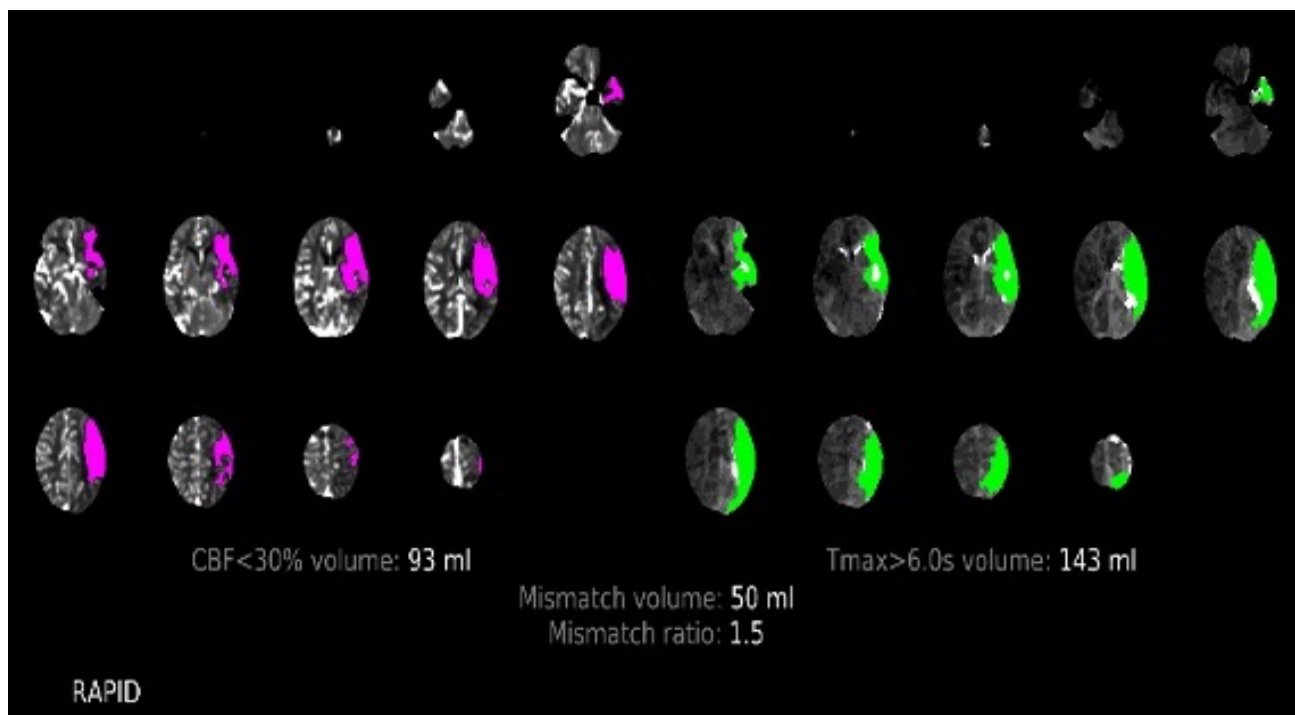 CBF<30% volume: 93 ml
Tmax>6.0s volume: 143 ml
Mismatch volume: 50 ml
Mismatch ratio: 1.5
RAPID